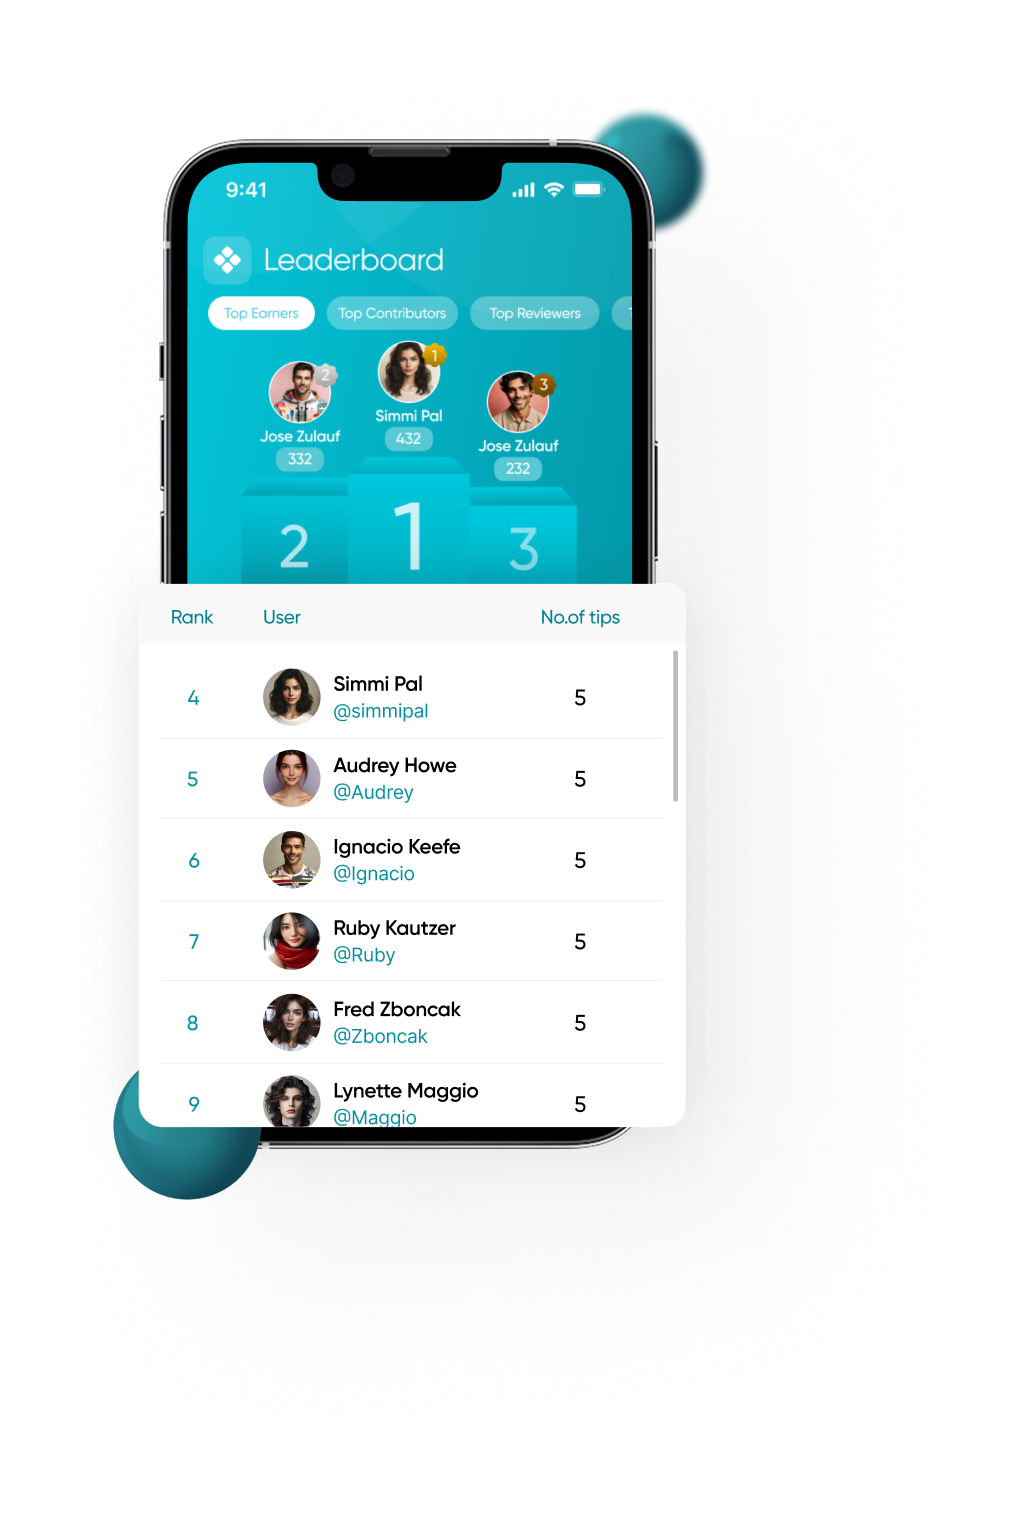 9:41
Leaderboard
Top Earners
Top Contributors
Top Reviewers
1
2
Simmi Pal
3
432
Jose Zulauf
332
Jose Zulauf
232
1
2
3
Rank User No.of tips
4 Simmi Pal 5
@simmipal
5 Audrey Howe 5
@Audrey
6 Ignacio Keefe 5
@Ignacio
7 Ruby Kautzer 5
@Ruby
8 Fred Zboncak 5
@Zboncak
9 Lynette Maggio 5
@Maggio